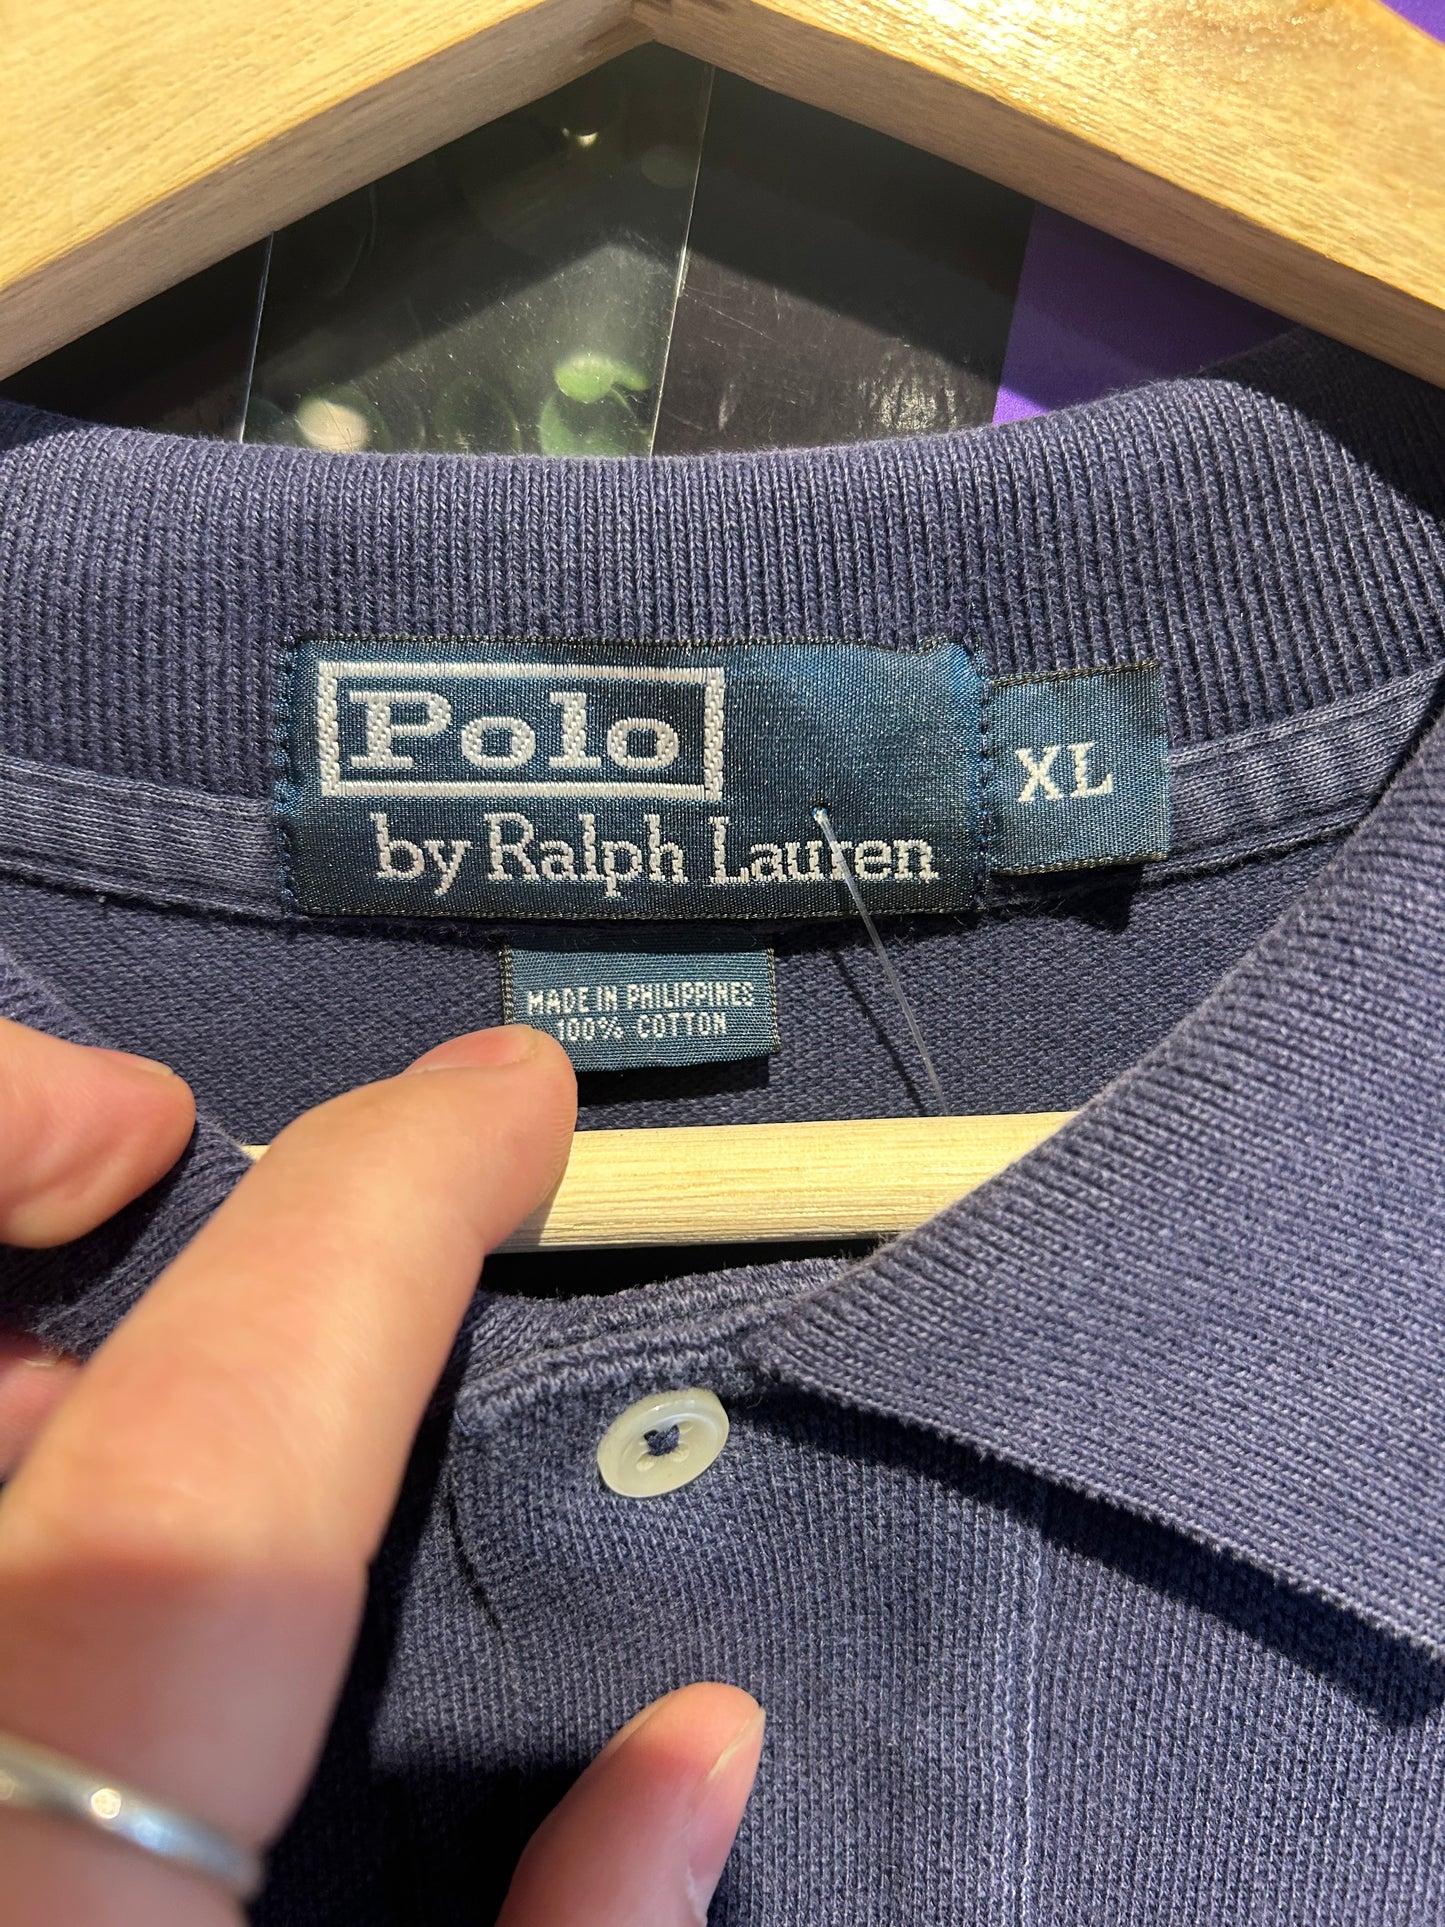 Polo
by Ralph Lauren
XL
MADE IN PHILIPPINES
100% COTTON